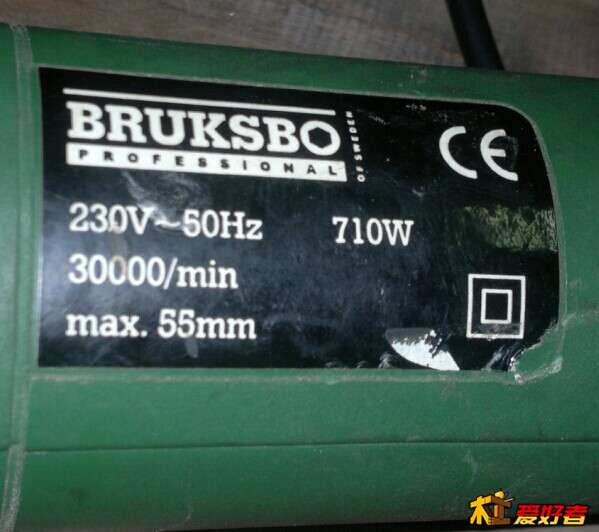 BRUKSBO
PROFESSIONAL
OF SWEDEN
CE
230V~50Hz 710W
30000/min
max. 55mm
爱好者